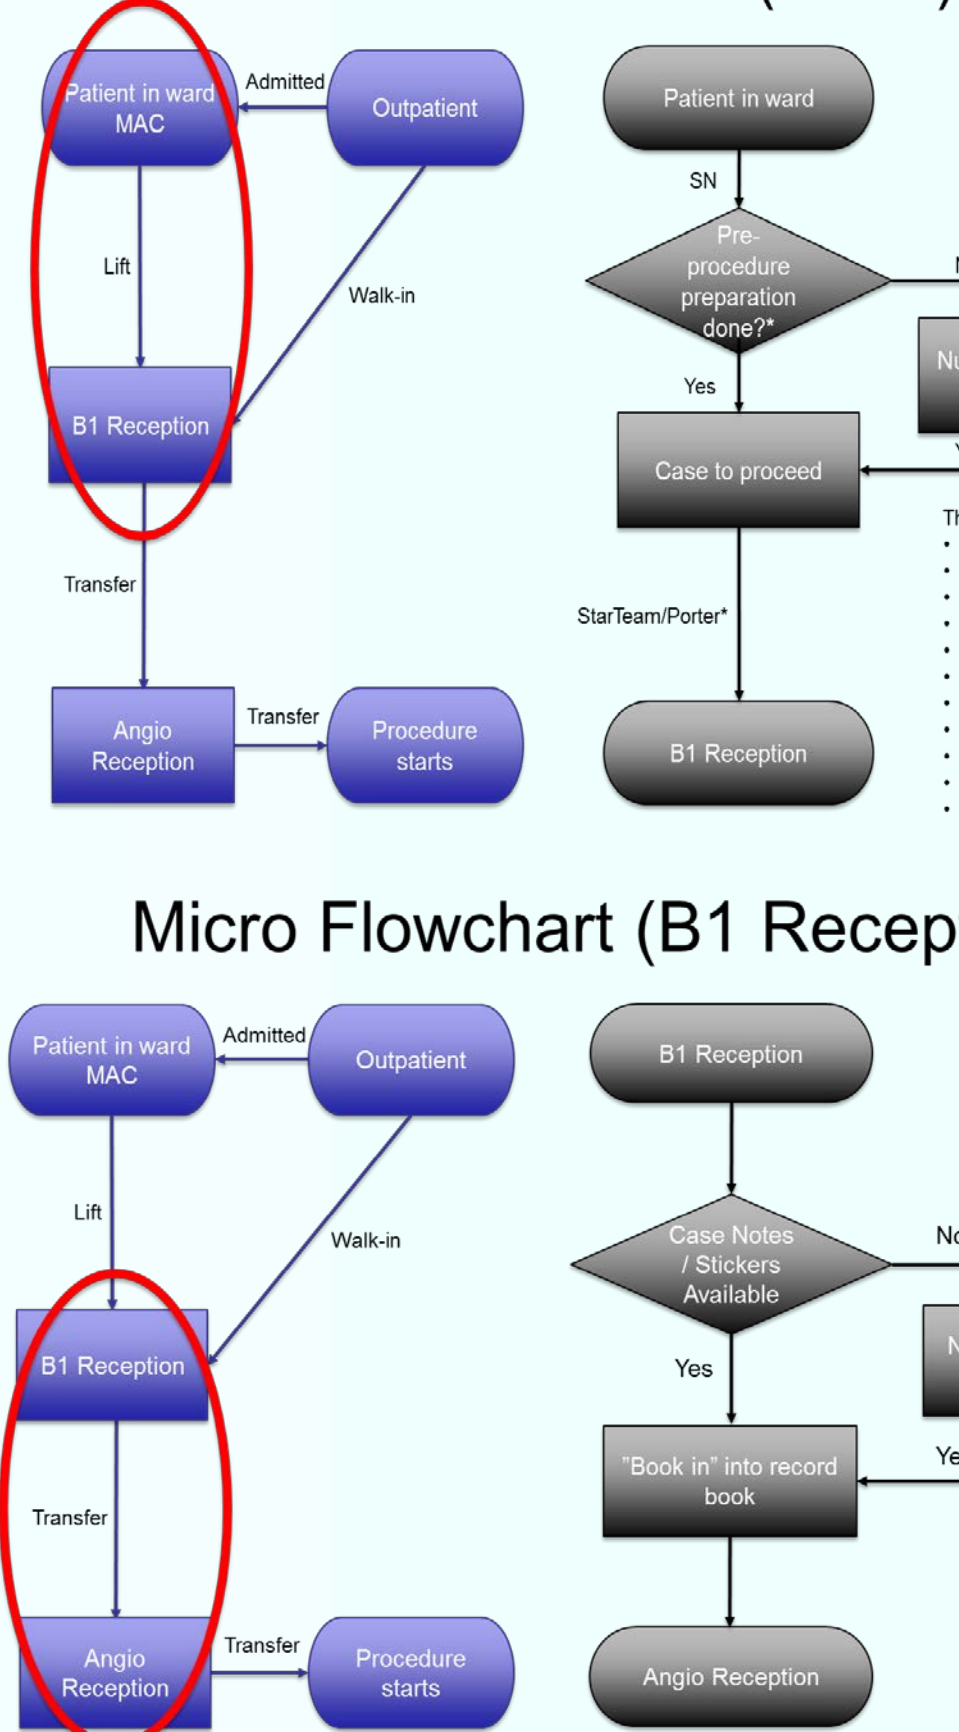 Patient in ward
MAC
Admitted
Outpatient
Lift
Walk-in
B1 Reception
Transfer
Angio
Reception
Transfer
Procedure
starts
Patient in ward
SN
Pre-
procedure
preparation
done?*
Yes
Case to proceed
StarTeam/Porter*
B1 Reception
Micro Flowchart (B1 Recep
Patient in ward
MAC
Admitted
Outpatient
Lift
Walk-in
B1 Reception
Transfer
Angio
Reception
Transfer
Procedure
starts
B1 Reception
Case Notes
/ Stickers
Available
No
Yes
"Book in" into record
book
Ye
Angio Reception